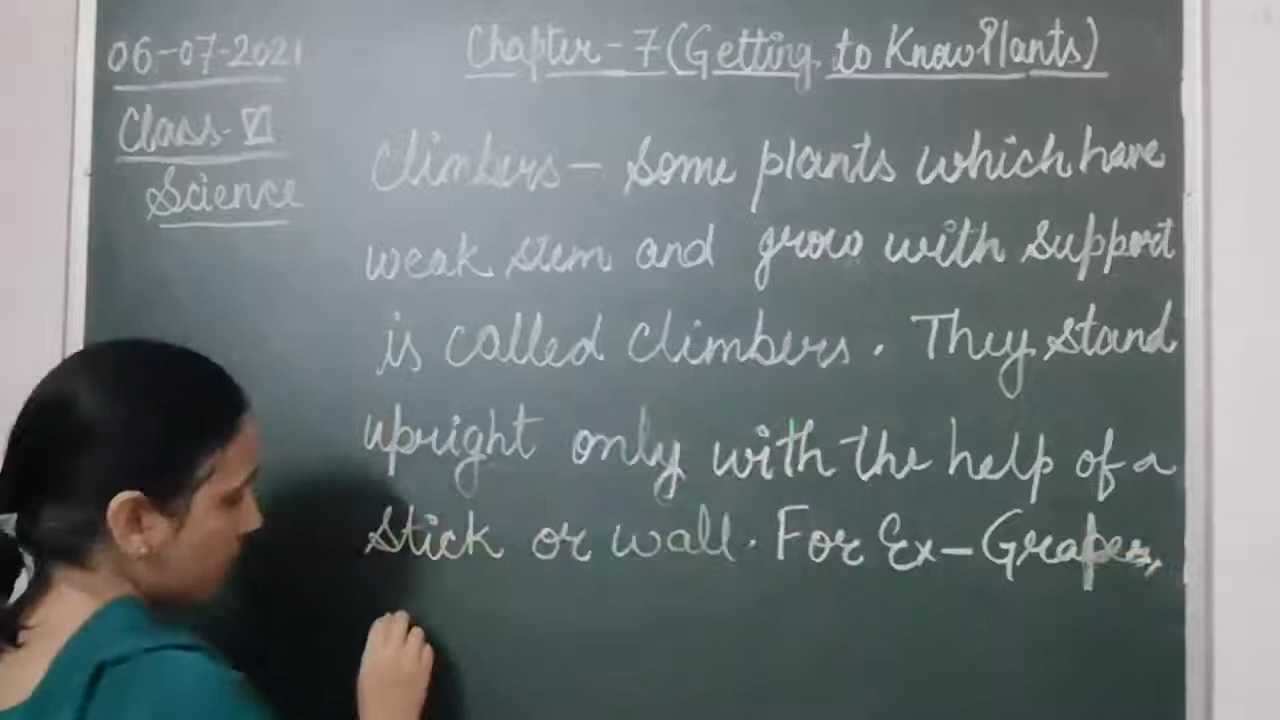 06-07-2021
Class-VI
Science
Chapter-7(Getting to Know Plants)
Climbers- Some plants which have
weak stem and grow with support
is called climbers. They stand
upright only with the help of a
stick or wall. For Ex- Grapes,